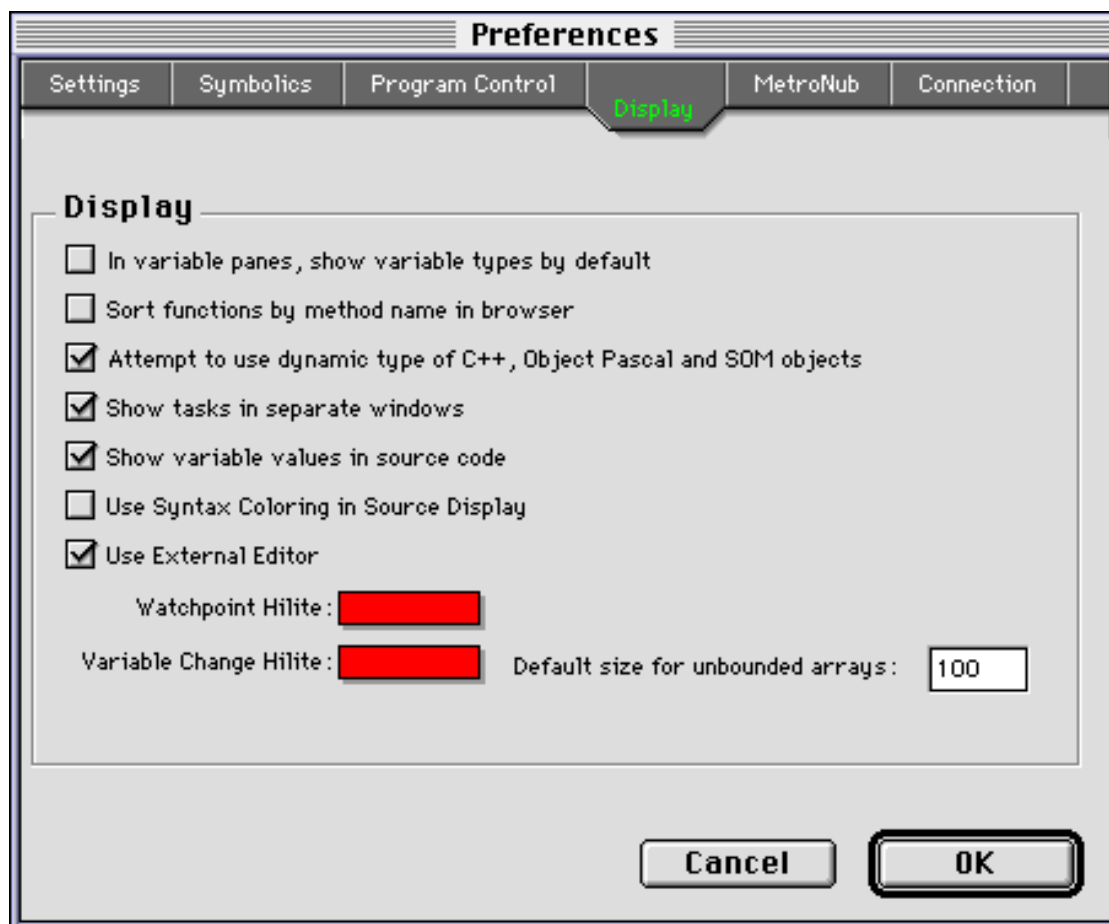 Preferences
Settings Symbolics Program Control Display MetroNub Connection
Display
In variable panes, show variable types by default
Sort functions by method name in browser
Attempt to use dynamic type of C++, Object Pascal and SOM objects
Show tasks in separate windows
Show variable values in source code
Use Syntax Coloring in Source Display
Use External Editor
Watchpoint Hilite:
Variable Change Hilite: Default size for unbounded arrays: 100
Cancel OK